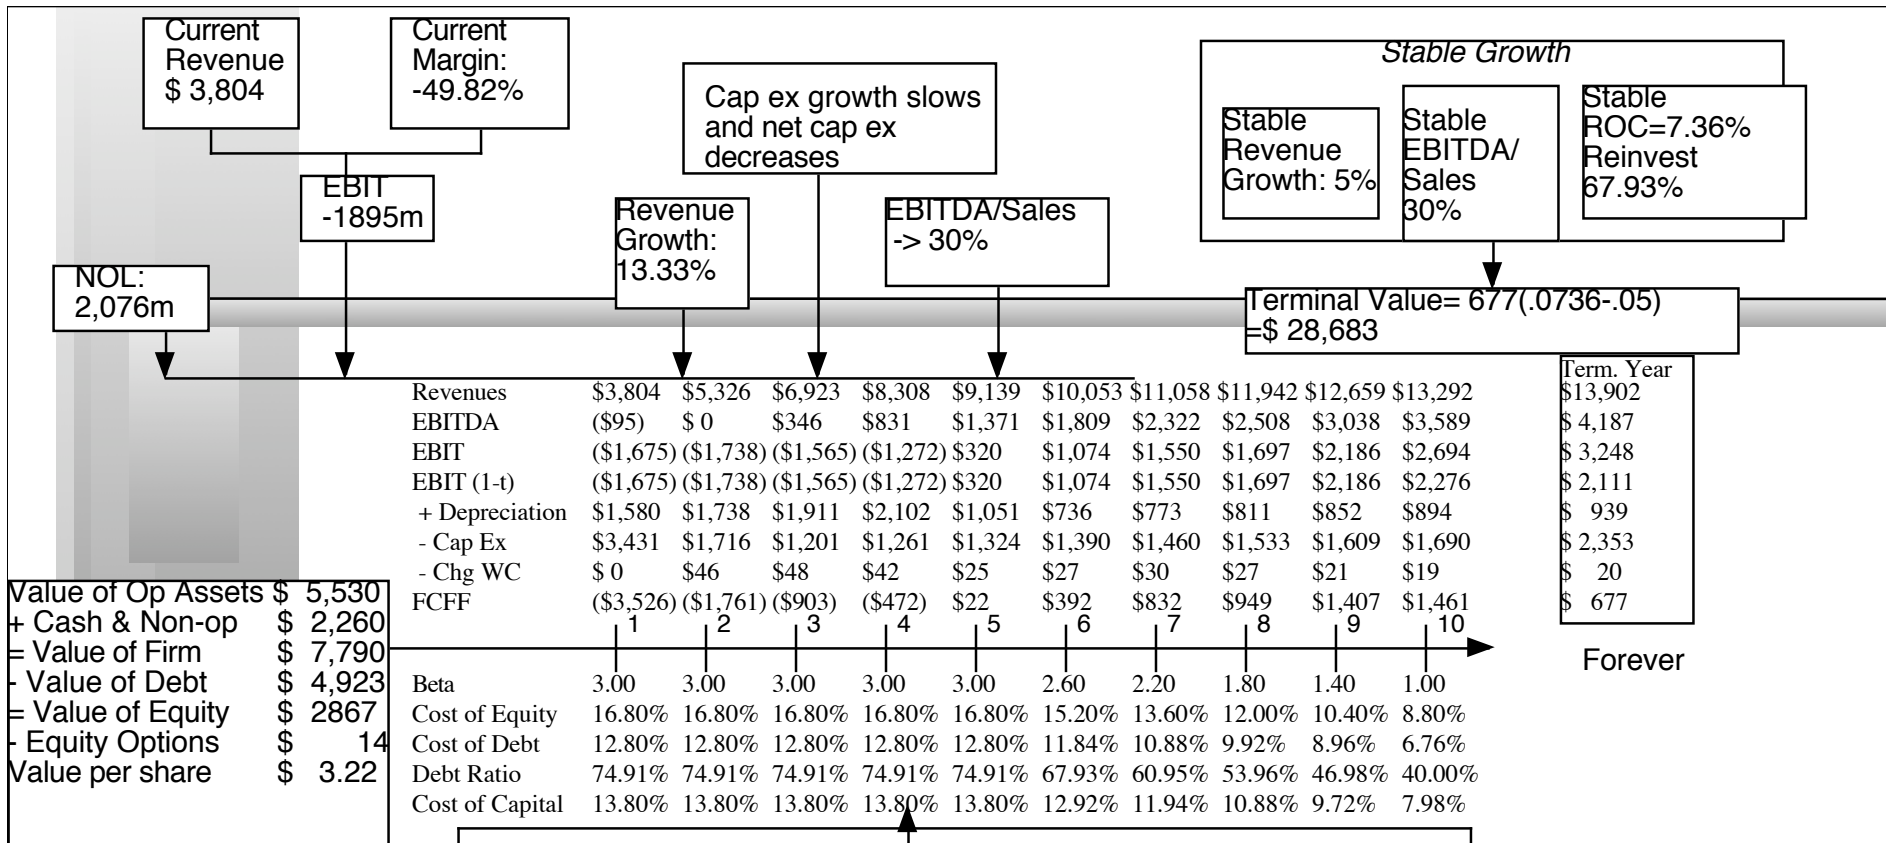 Current
Revenue
$ 3,804
Current
Margin:
-49.82%
EBIT
-1895m
NOL:
2,076m
Cap ex growth slows
and net cap ex
decreases
Revenue
Growth:
13.33%
EBITDA/Sales
-> 30%
Stable Growth
Stable
Revenue
Growth: 5%
Stable
EBITDA/
Sales
30%
Stable
ROC=7.36%
Reinvest
67.93%
Terminal Value= 677(.0736-.05)
=$ 28,683
Term. Year
Revenues $3,804 $5,326 $6,923 $8,308 $9,139 $10,053 $11,058 $11,942 $12,659 $13,292 $13,902
EBITDA ($95) $ 0 $346 $831 $1,371 $1,809 $2,322 $2,508 $3,038 $3,589 $ 4,187
EBIT ($1,675) ($1,738) ($1,565) ($1,272) $320 $1,074 $1,550 $1,697 $2,186 $2,694 $ 3,248
EBIT (1-t) ($1,675) ($1,738) ($1,565) ($1,272) $320 $1,074 $1,550 $1,697 $2,186 $2,276 $ 2,111
+ Depreciation $1,580 $1,738 $1,911 $2,102 $1,051 $736 $773 $811 $852 $894 $ 939
- Cap Ex $3,431 $1,716 $1,201 $1,261 $1,324 $1,390 $1,460 $1,533 $1,609 $1,690 $ 2,353
- Chg WC $ 0 $46 $48 $42 $25 $27 $30 $27 $21 $19 $ 20
FCFF ($3,526) ($1,761) ($903) ($472) $22 $392 $832 $949 $1,407 $1,461 $ 677
1 2 3 4 5 6 7 8 9 10
Forever
Value of Op Assets $ 5,530
+ Cash & Non-op $ 2,260
= Value of Firm $ 7,790
- Value of Debt $ 4,923
= Value of Equity $ 2867
- Equity Options $ 14
Value per share $ 3.22
Beta 3.00 3.00 3.00 3.00 3.00 2.60 2.20 1.80 1.40 1.00
Cost of Equity 16.80% 16.80% 16.80% 16.80% 16.80% 15.20% 13.60% 12.00% 10.40% 8.80%
Cost of Debt 12.80% 12.80% 12.80% 12.80% 12.80% 11.84% 10.88% 9.92% 8.96% 6.76%
Debt Ratio 74.91% 74.91% 74.91% 74.91% 74.91% 67.93% 60.95% 53.96% 46.98% 40.00%
Cost of Capital 13.80% 13.80% 13.80% 13.80% 13.80% 12.92% 11.94% 10.88% 9.72% 7.98%